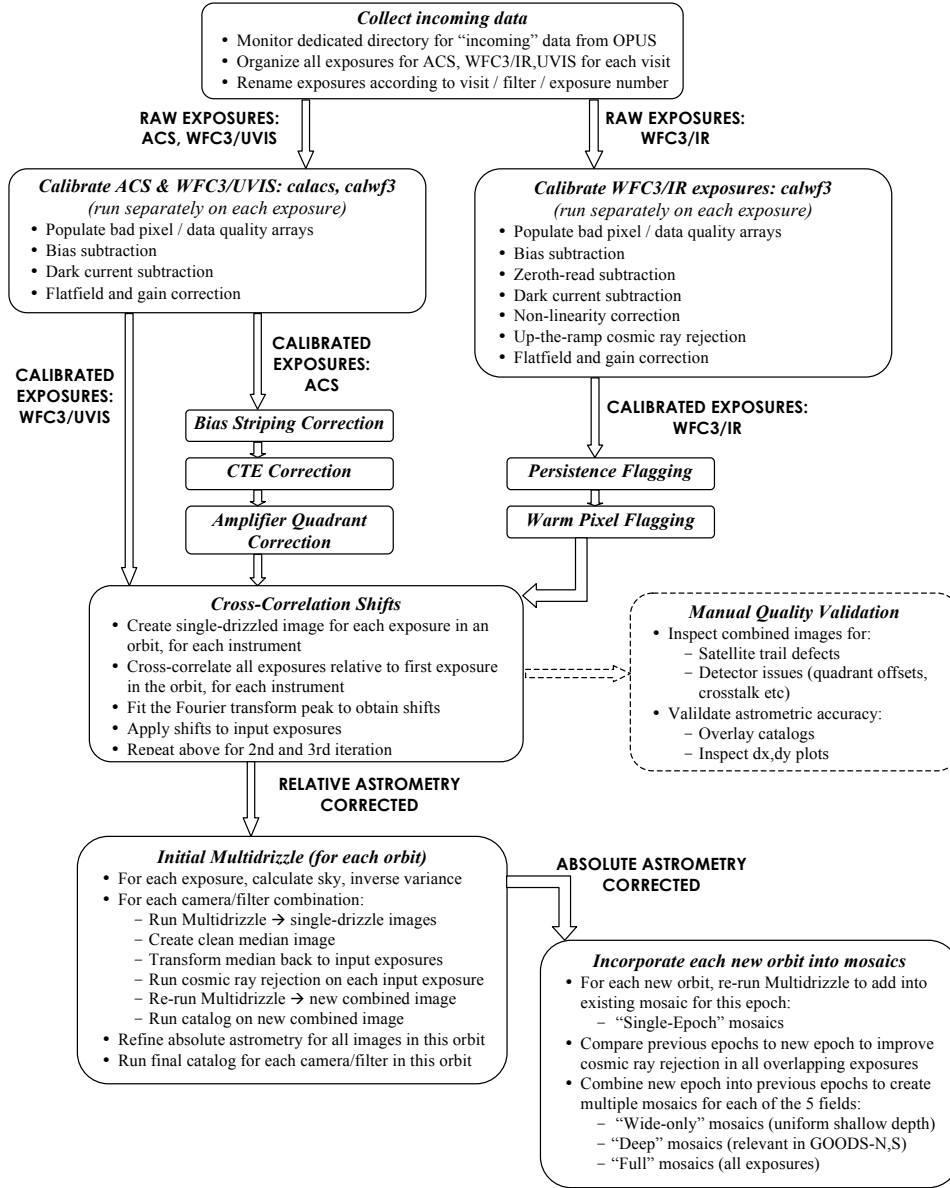 Collect incoming data
• Monitor dedicated directory for “incoming” data from OPUS
• Organize all exposures for ACS, WFC3/IR,UVIS for each visit
• Rename exposures according to visit / filter / exposure number
RAW EXPOSURES:
ACS, WFC3/UVIS
RAW EXPOSURES:
WFC3/IR
Calibrate ACS & WFC3/UVIS: calacs, calwf3
(run separately on each exposure)
• Populate bad pixel / data quality arrays
• Bias subtraction
• Dark current subtraction
• Flatfield and gain correction
Calibrate WFC3/IR exposures: calwf3
(run separately on each exposure)
• Populate bad pixel / data quality arrays
• Bias subtraction
• Zeroth-read subtraction
• Dark current subtraction
• Non-linearity correction
• Up-the-ramp cosmic ray rejection
• Flatfield and gain correction
CALIBRATED
EXPOSURES:
WFC3/UVIS
CALIBRATED
EXPOSURES:
ACS
CALIBRATED EXPOSURES:
WFC3/IR
Bias Striping Correction
CTE Correction
Amplifier Quadrant
Correction
Persistence Flagging
Warm Pixel Flagging
Cross-Correlation Shifts
• Create single-drizzled image for each exposure in an
orbit, for each instrument
• Cross-correlate all exposures relative to first exposure
in the orbit, for each instrument
• Fit the Fourier transform peak to obtain shifts
• Apply shifts to input exposures
• Repeat above for 2nd and 3rd iteration
Manual Quality Validation
• Inspect combined images for:
– Satellite trail defects
– Detector issues (quadrant offsets,
crosstalk etc)
• Valildate astrometric accuracy:
– Overlay catalogs
– Inspect dx,dy plots
RELATIVE ASTROMETRY
CORRECTED
Initial Multidrizzle (for each orbit)
• For each exposure, calculate sky, inverse variance
• For each camera/filter combination:
– Run Multidrizzle → single-drizzle images
– Create clean median image
– Transform median back to input exposures
– Run cosmic ray rejection on each input exposure
– Re-run Multidrizzle → new combined image
– Run catalog on new combined image
• Refine absolute astrometry for all images in this orbit
• Run final catalog for each camera/filter in this orbit
ABSOLUTE ASTROMETRY
CORRECTED
Incorporate each new orbit into mosaics
• For each new orbit, re-run Multidrizzle to add into
existing mosaic for this epoch:
– “Single-Epoch” mosaics
• Compare previous epochs to new epoch to improve
cosmic ray rejection in all overlapping exposures
• Combine new epoch into previous epochs to create
multiple mosaics for each of the 5 fields:
– “Wide-only” mosaics (uniform shallow depth)
– “Deep” mosaics (relevant in GOODS-N,S)
– “Full” mosaics (all exposures)